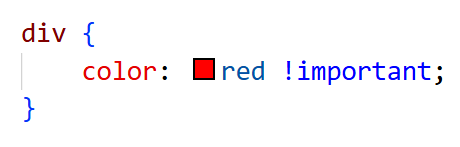 div {
    color: red !important;
}